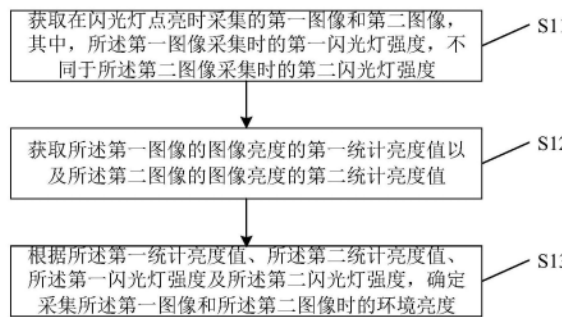 获取在闪光灯点亮时采集的第一图像和第二图像，
其中，所述第一图像采集时的第一闪光灯强度，不
同于所述第二图像采集时的第二闪光灯强度
S11
获取所述第一图像的图像亮度的第一统计亮度值以
及所述第二图像的图像亮度的第二统计亮度值
S12
根据所述第一统计亮度值、所述第二统计亮度值、
所述第一闪光灯强度及所述第二闪光灯强度，确定
采集所述第一图像和所述第二图像时的环境亮度
S13